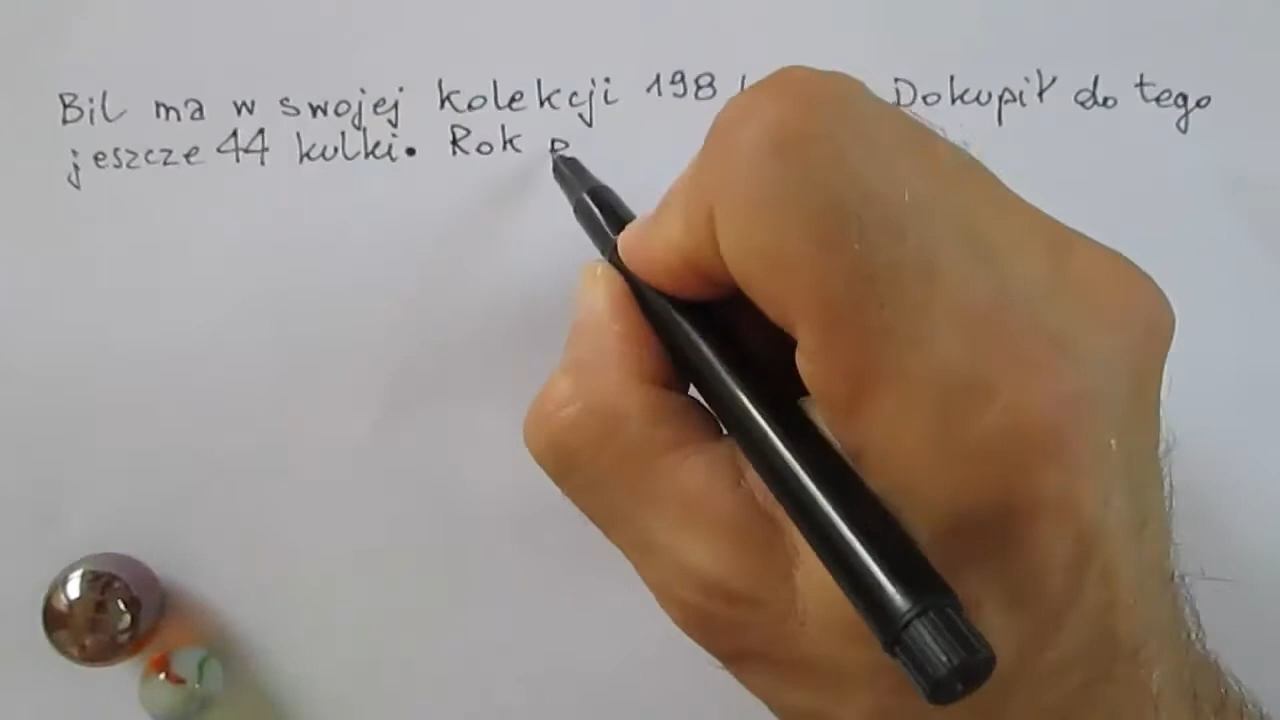 Bil ma w swojej kolekcji 198 Dokupił do tego
jeszcze 44 kulki. Rok